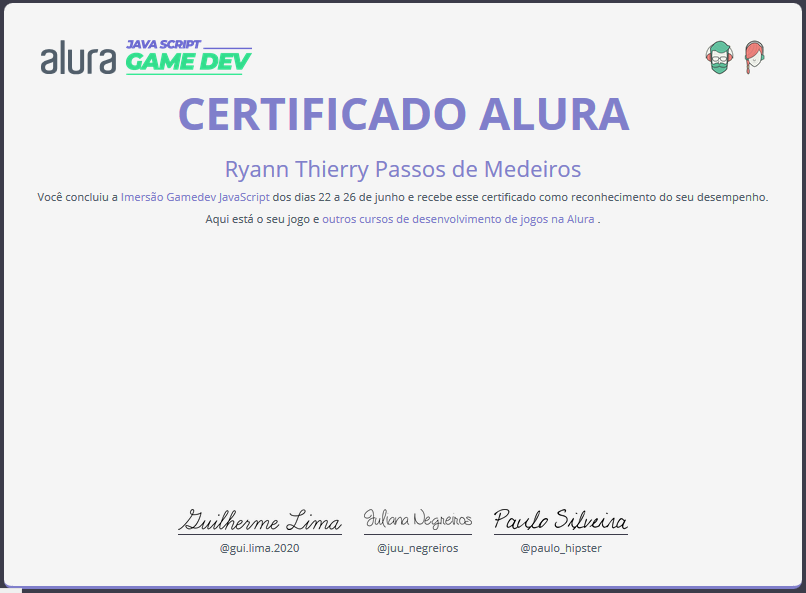 alura JAVA SCRIPT
GAME DEV
CERTIFICADO ALURA
Ryann Thierry Passos de Medeiros
Você concluiu a Imersão Gamedev JavaScript dos dias 22 a 26 de junho e recebe esse certificado como reconhecimento do seu desempenho.
Aqui está o seu jogo e outros cursos de desenvolvimento de jogos na Alura .
Guilherme Lima Juliana Negreiros Paulo Silveira
@gui.lima.2020 @juu_negreiros @paulo_hipster